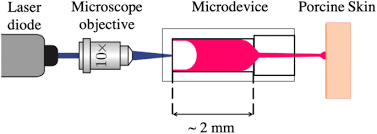 Laser
diode
Microscope
objective
Microdevice
Porcine Skin
10×
~ 2 mm